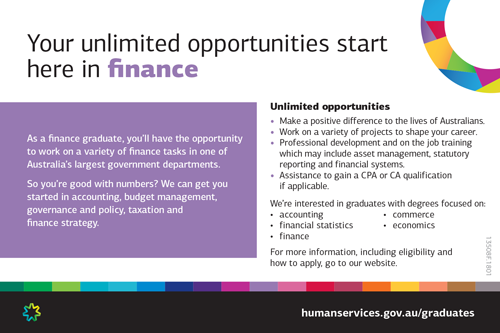 Your unlimited opportunities start
here in finance
As a finance graduate, you'll have the opportunity
to work on a variety of finance tasks in one of
Australia's largest government departments.
So you're good with numbers? We can get you
started in accounting, budget management,
governance and policy, taxation and
finance strategy.
Unlimited opportunities
• Make a positive difference to the lives of Australians.
• Work on a variety of projects to shape your career.
• Professional development and on the job training
which may include asset management, statutory
reporting and financial systems.
• Assistance to gain a CPA or CA qualification
if applicable.
We're interested in graduates with degrees focused on:
• accounting
• financial statistics
• finance
• commerce
• economics
For more information, including eligibility and
how to apply, go to our website.
13508F.1801
humanservices.gov.au/graduates